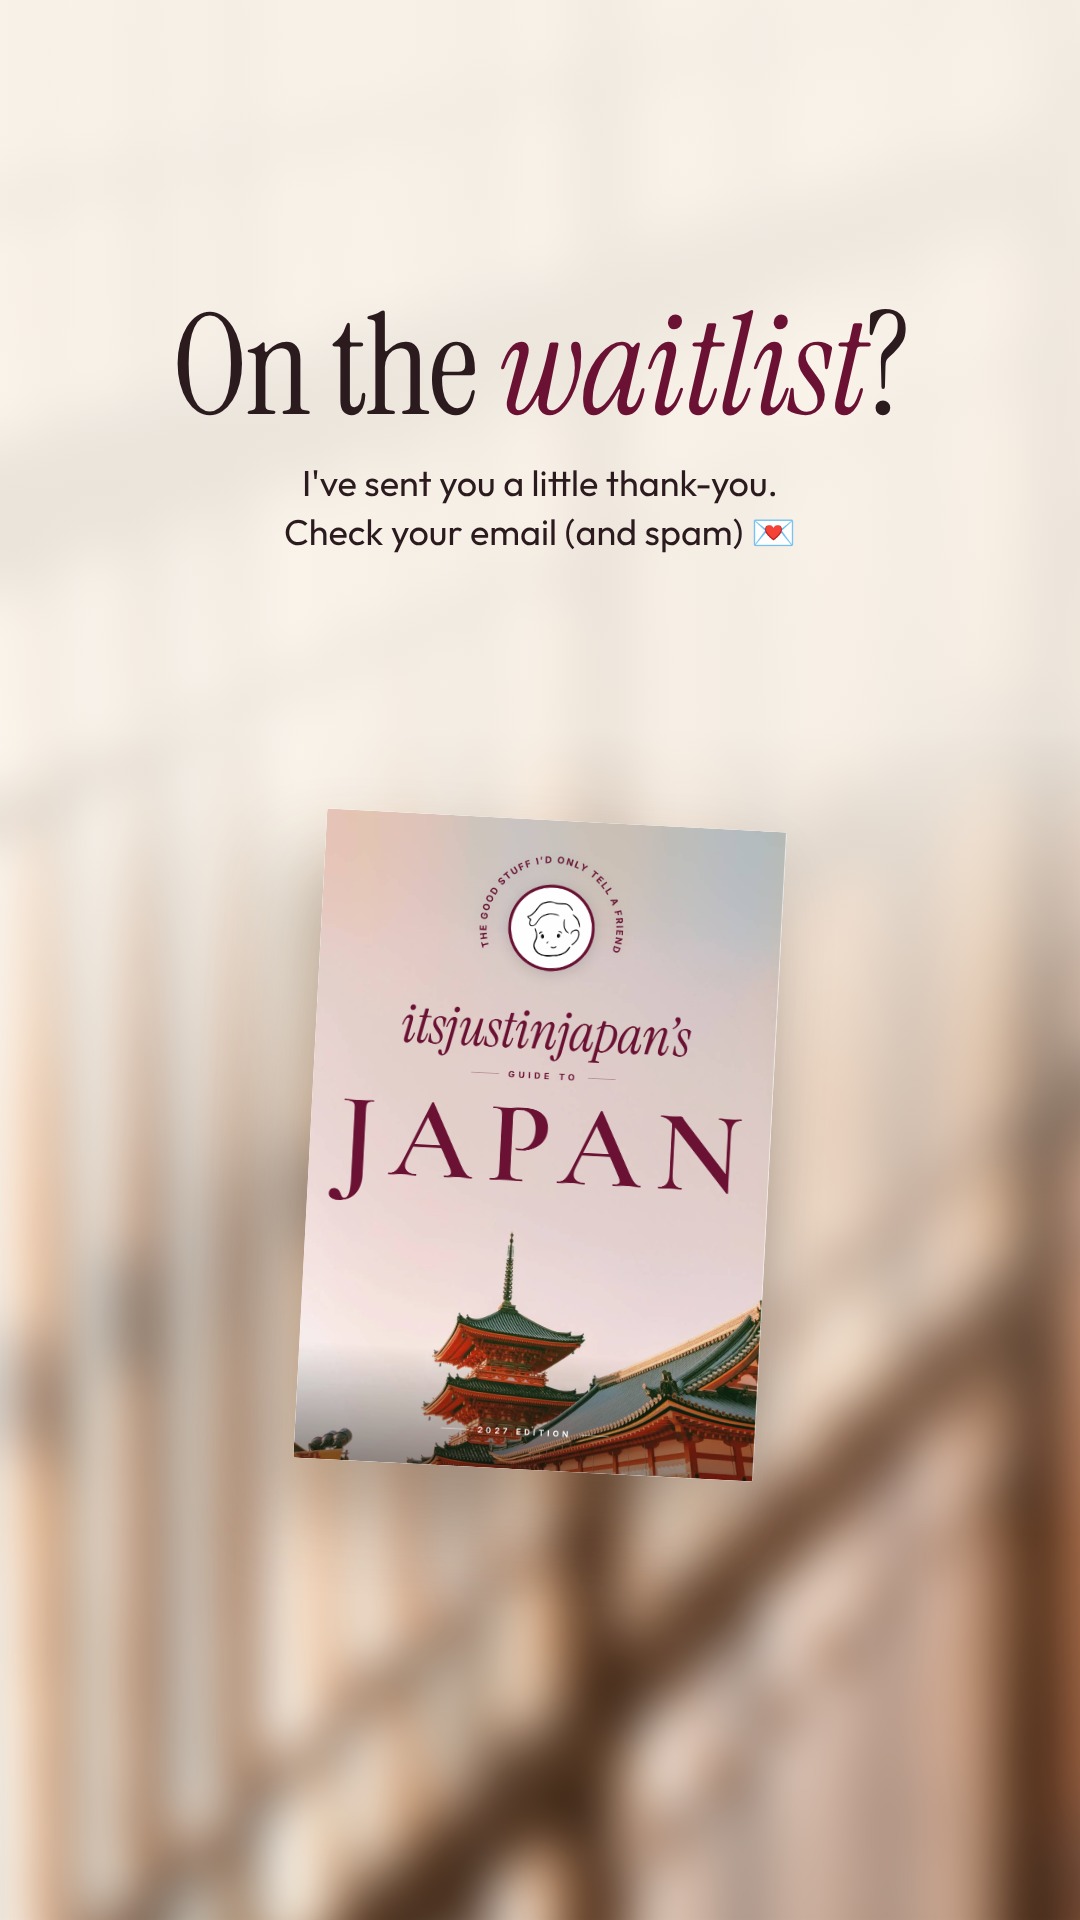 On the waitlist?
I've sent you a little thank-you.
Check your email (and spam) 💌
THE GOOD STUFF I'D ONLY TELL A FRIEND
itsjustinjapan’s
GUIDE TO
JAPAN
2027 EDITION